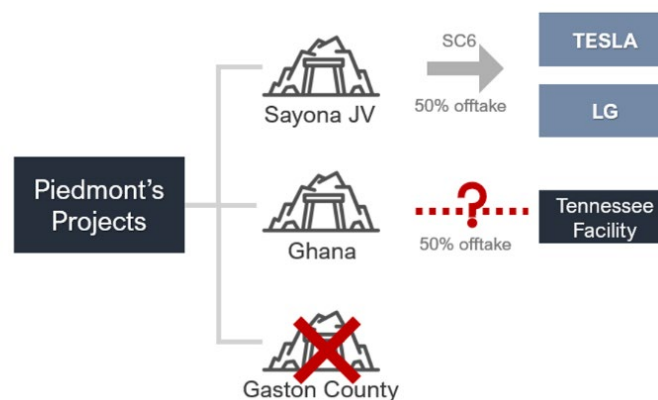 Piedmont's
Projects
Sayona JV
SC6
50% offtake
TESLA
LG
Ghana
?
50% offtake
Tennessee
Facility
Gaston County